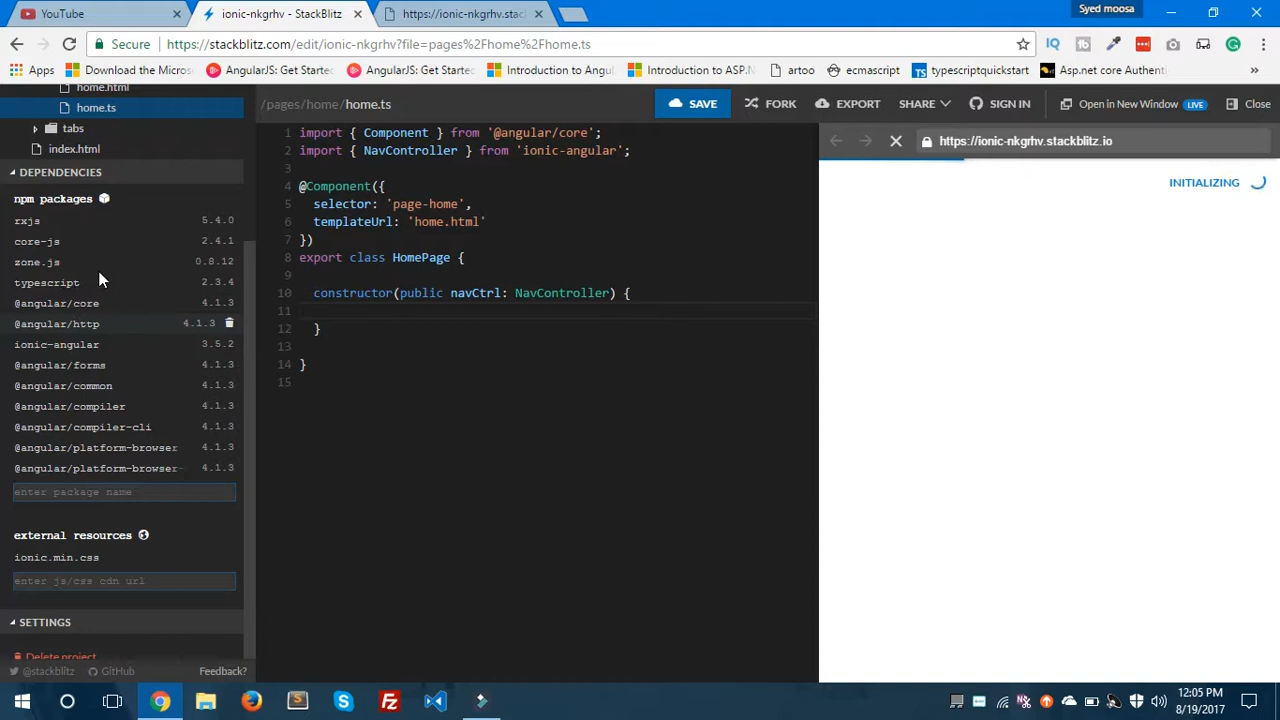 Syed moosa
YouTube
ionic-nkgrhv - StackBlitz
https://ionic-nkgrhv.stac
Secure
https://stackblitz.com/edit/ionic-nkgrhv?file=pages%2Fhome%2Fhome.ts
Apps
Download the Micros
AngularJS: Get Starte
AngularJS: Get Starte
Introduction to Angu
Introduction to ASP.N
artoo
ecmascript
typescriptquickstart
Asp.net core Authenti
home.html
home.ts
tabs
index.html
DEPENDENCIES
npm packages
rxjs 5.4.0
core-js 2.4.1
zone.js 0.8.12
typescript 2.3.4
@angular/core 4.1.3
@angular/http 4.1.3
ionic-angular 3.5.2
@angular/forms 4.1.3
@angular/common 4.1.3
@angular/compiler 4.1.3
@angular/compiler-cli 4.1.3
@angular/platform-browser 4.1.3
@angular/platform-browser- 4.1.3
enter package name
external resources
ionic.min.css
enter js/css cdn url
SETTINGS
Delete project
@stackblitz GitHub Feedback?
/pages/home/home.ts
SAVE
FORK
EXPORT
SHARE
SIGN IN
Open in New Window LIVE
Close
1 import { Component } from '@angular/core';
2 import { NavController } from 'ionic-angular';
3
4 @Component({
5 selector: 'page-home',
6 templateUrl: 'home.html'
7 })
8 export class HomePage {
9
10 constructor(public navCtrl: NavController) {
11
12 }
13
14 }
15
https://ionic-nkgrhv.stackblitz.io
INITIALIZING
12:05 PM
8/19/2017